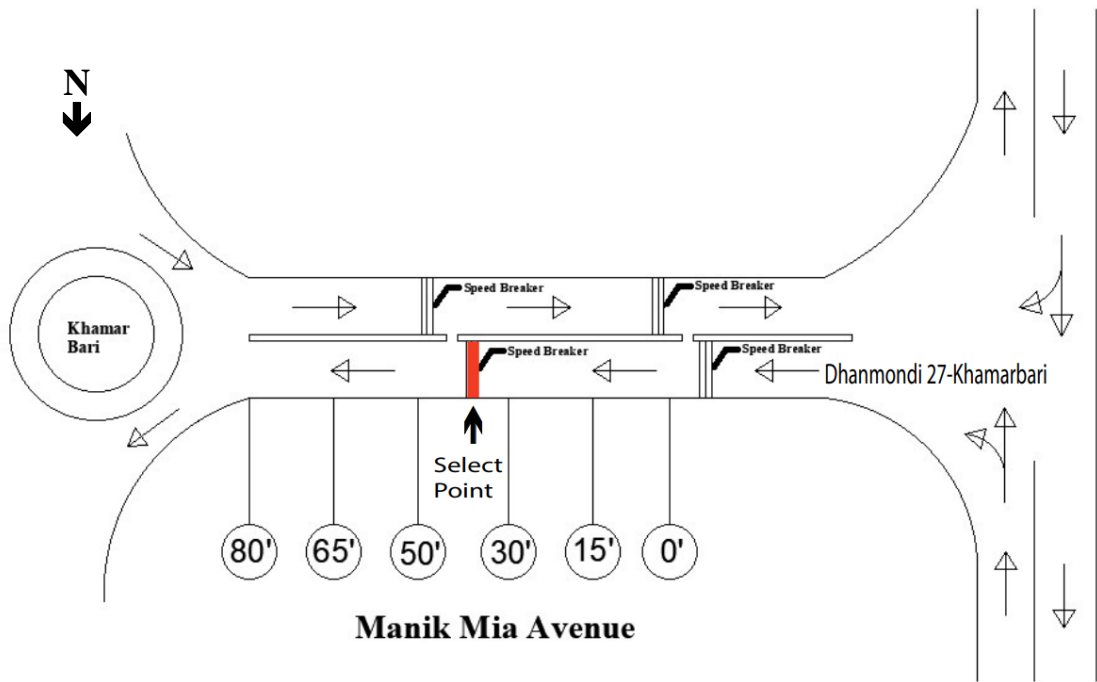 N
Speed Breaker
Speed Breaker
Khamar
Bari
Speed Breaker
Speed Breaker
Dhanmondi 27-Khamarbari
Select
Point
80'
65'
50'
30'
15'
0'
Manik Mia Avenue